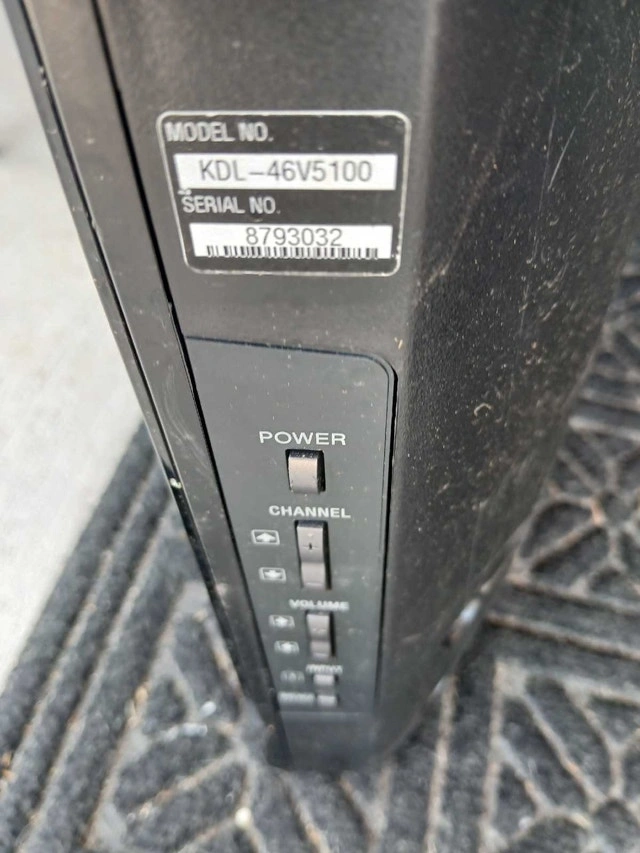 MODEL NO.
KDL-46V5100
SERIAL NO.
8793032
POWER
CHANNEL
+
VOLUME